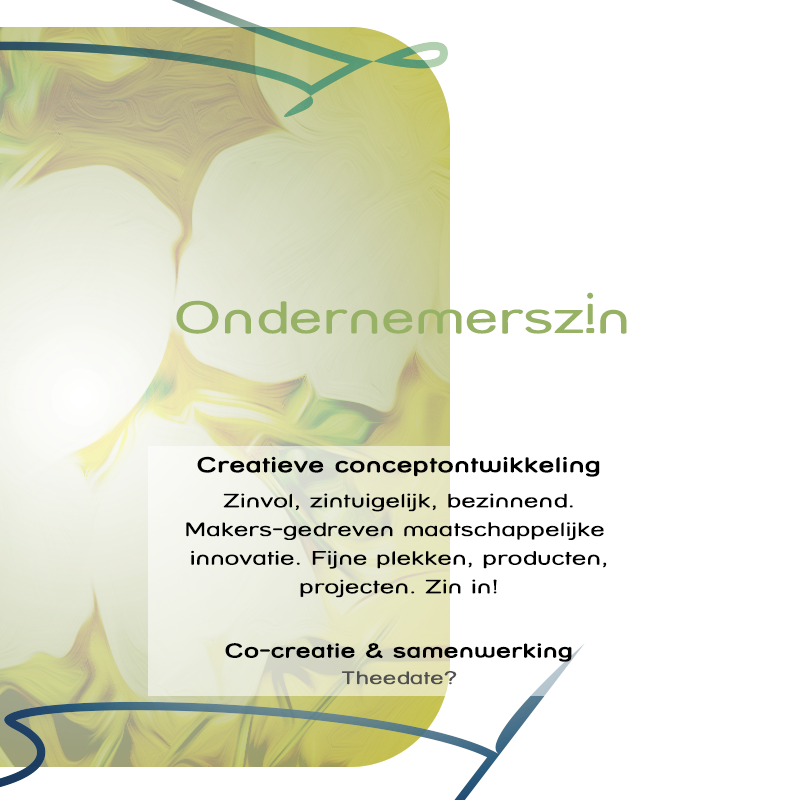 Ondernemersz!n
Creatieve conceptontwikkeling
Zinvol, zintuigelijk, bezinnend.
Makers-gedreven maatschappelijke
innovatie. Fijne plekken, producten,
projecten. Zin in!
Co-creatie & samenwerking
Theedate?